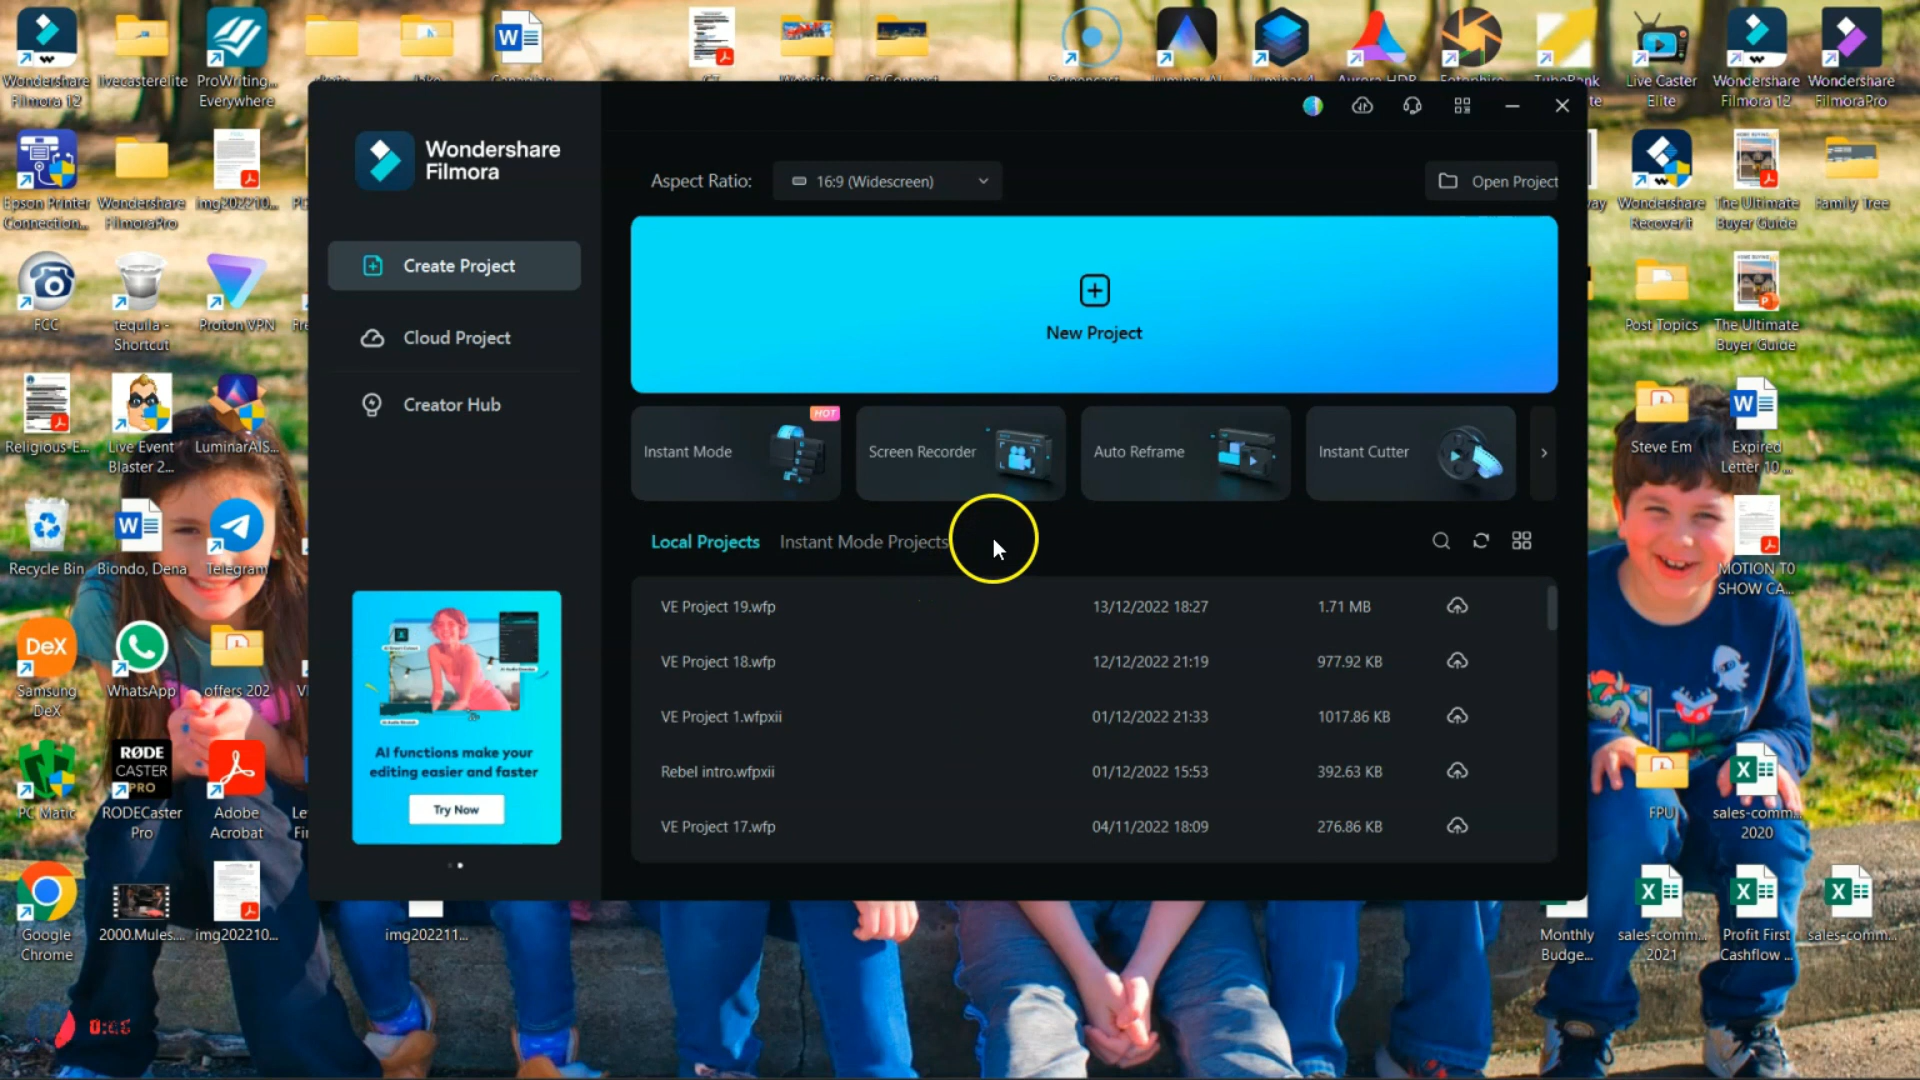 Wondershare
Filmora 12
livecasterelite
ProWriting...
Everywhere
W
Live Caster
Elite
Wondershare
Filmora 12
Wondershare
FilmoraPro
Epson Printer
Connection...
Wondershare
FilmoraPro
img202210...
Wondershare
Recoverit
The Ultimate
Buyer Guide
Family Tree
FCC
tequila -
Shortcut
Proton VPN
Post Topics
The Ultimate
Buyer Guide
Religious-E...
Live Event
Blaster 2...
LuminarAIS...
Steve Em
Expired
Letter 10 ...
Recycle Bin
Biondo, Dena
Telegram
MOTION TO
SHOW CA...
DeX
Samsung
DeX
WhatsApp
offers 202
PC Matic
RØDE
CASTER
PRO
RODECaster
Pro
Adobe
Acrobat
FPU
sales-comm...
2020
Google
Chrome
2000.Mules....
img202210...
img202211...
Monthly
Budge...
sales-comm...
2021
Profit First
Cashflow ...
sales-comm...
Wondershare
Filmora
Create Project
Cloud Project
Creator Hub
AI functions make your
editing easier and faster
Try Now
Aspect Ratio:
16:9 (Widescreen)
Open Project
New Project
Instant Mode
HOT
Screen Recorder
Auto Reframe
Instant Cutter
Local Projects
Instant Mode Projects
VE Project 19.wfp 13/12/2022 18:27 1.71 MB
VE Project 18.wfp 12/12/2022 21:19 977.92 KB
VE Project 1.wfpxii 01/12/2022 21:33 1017.86 KB
Rebel intro.wfpxii 01/12/2022 15:53 392.63 KB
VE Project 17.wfp 04/11/2022 18:09 276.86 KB